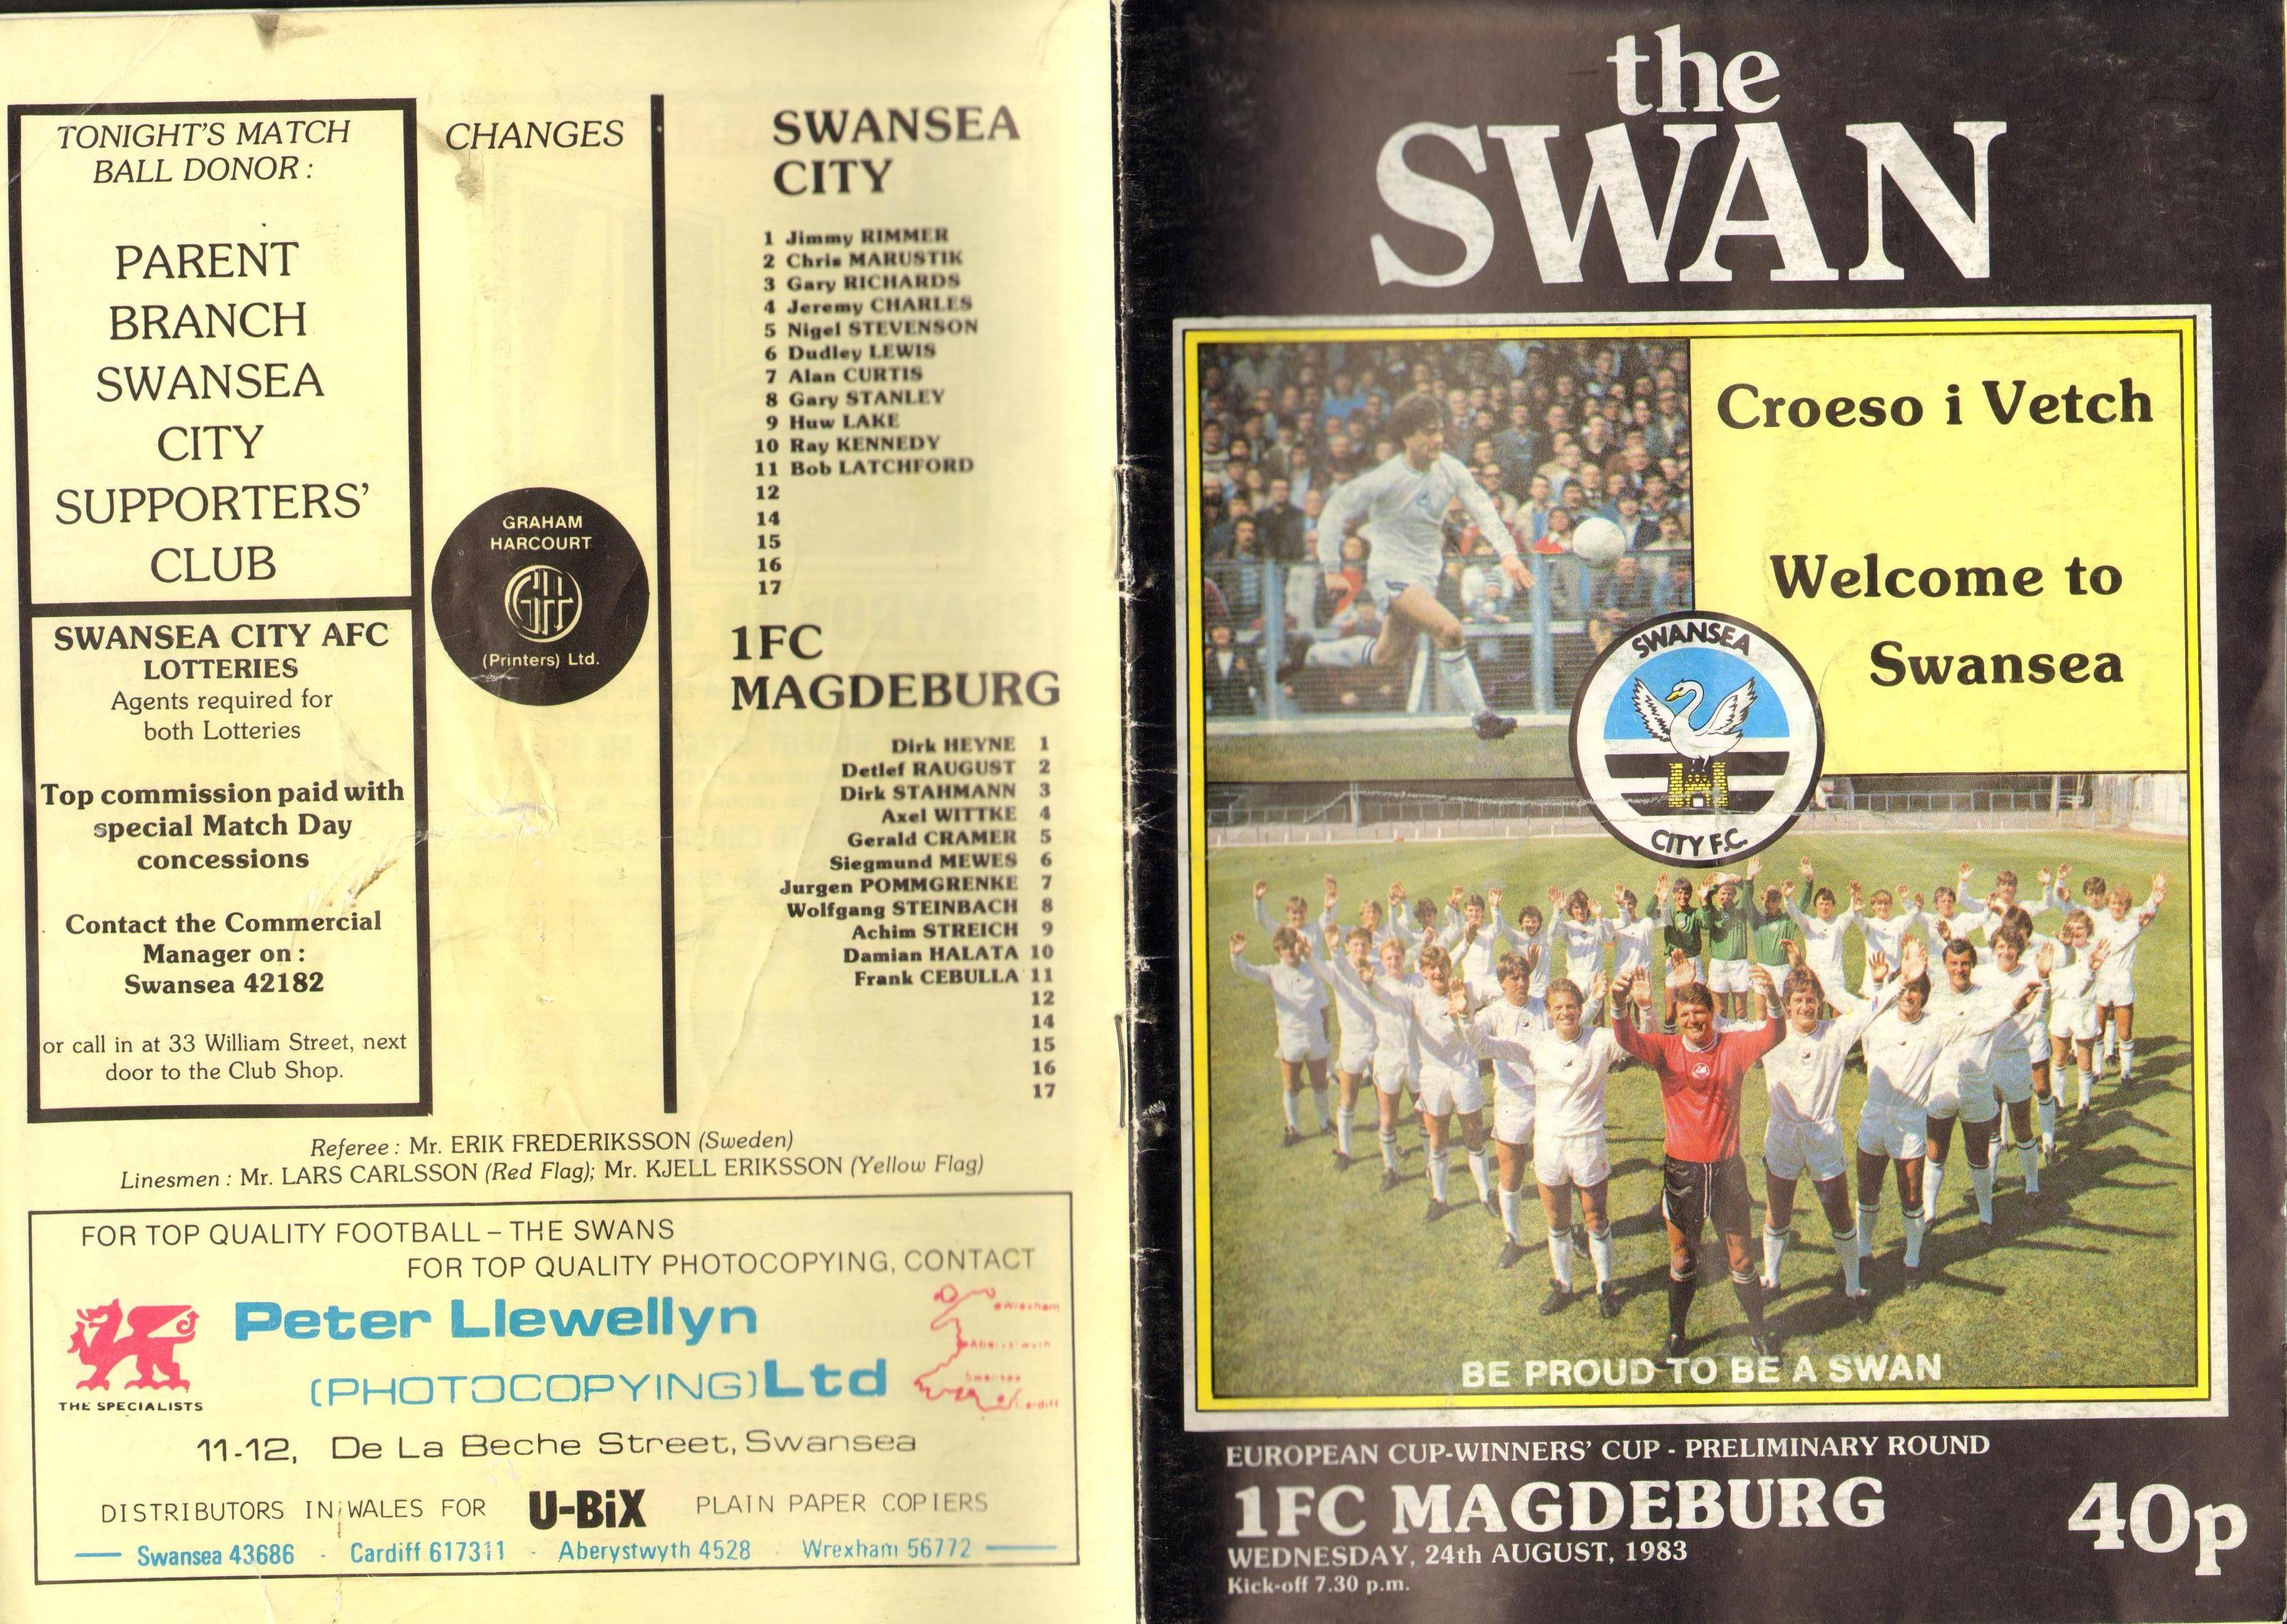 TONIGHT'S MATCH
BALL DONOR :
PARENT
BRANCH
SWANSEA
CITY
SUPPORTERS'
CLUB
SWANSEA CITY AFC
LOTTERIES
Agents required for
both Lotteries
Top commission paid with
special Match Day
concessions
Contact the Commercial
Manager on :
Swansea 42182
or call in at 33 William Street, next
door to the Club Shop.
CHANGES
GRAHAM
HARCOURT
GH
(Printers) Ltd.
SWANSEA
CITY
1 Jimmy RIMMER
2 Chris MARUSTIK
3 Gary RICHARDS
4 Jeremy CHARLES
5 Nigel STEVENSON
6 Dudley LEWIS
7 Alan CURTIS
8 Gary STANLEY
9 Huw LAKE
10 Ray KENNEDY
11 Bob LATCHFORD
12
14
15
16
17
1FC
MAGDEBURG
Dirk HEYNE 1
Detlef RAUGUST 2
Dirk STAHMANN 3
Axel WITTKE 4
Gerald CRAMER 5
Siegmund MEWES 6
Jurgen POMMGRENKE 7
Wolfgang STEINBACH 8
Achim STREICH 9
Damian HALATA 10
Frank CEBULLA 11
12
14
15
16
17
Referee : Mr. ERIK FREDERIKSSON (Sweden)
Linesmen : Mr. LARS CARLSSON (Red Flag); Mr. KJELL ERIKSSON (Yellow Flag)
FOR TOP QUALITY FOOTBALL – THE SWANS
FOR TOP QUALITY PHOTOCOPYING, CONTACT
Peter Llewellyn
(PHOTOCOPYING) Ltd
THE SPECIALISTS
Wrexham
Aberystwyth
Swansea
Cardiff
11-12, De La Beche Street, Swansea
DISTRIBUTORS IN WALES FOR U-BiX PLAIN PAPER COPIERS
Swansea 43686 - Cardiff 617311 - Aberystwyth 4528 Wrexham 56772
the
SWAN
Croeso i Vetch
Welcome to
Swansea
SWANSEA
CITY F.C.
BE PROUD TO BE A SWAN
EUROPEAN CUP-WINNERS' CUP - PRELIMINARY ROUND
1FC MAGDEBURG
40p
WEDNESDAY, 24th AUGUST, 1983
Kick-off 7.30 p.m.